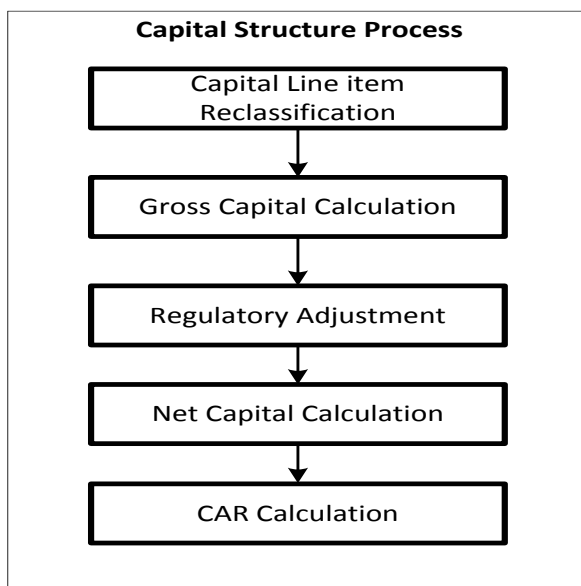 Capital Structure Process
Capital Line item
Reclassification
Gross Capital Calculation
Regulatory Adjustment
Net Capital Calculation
CAR Calculation